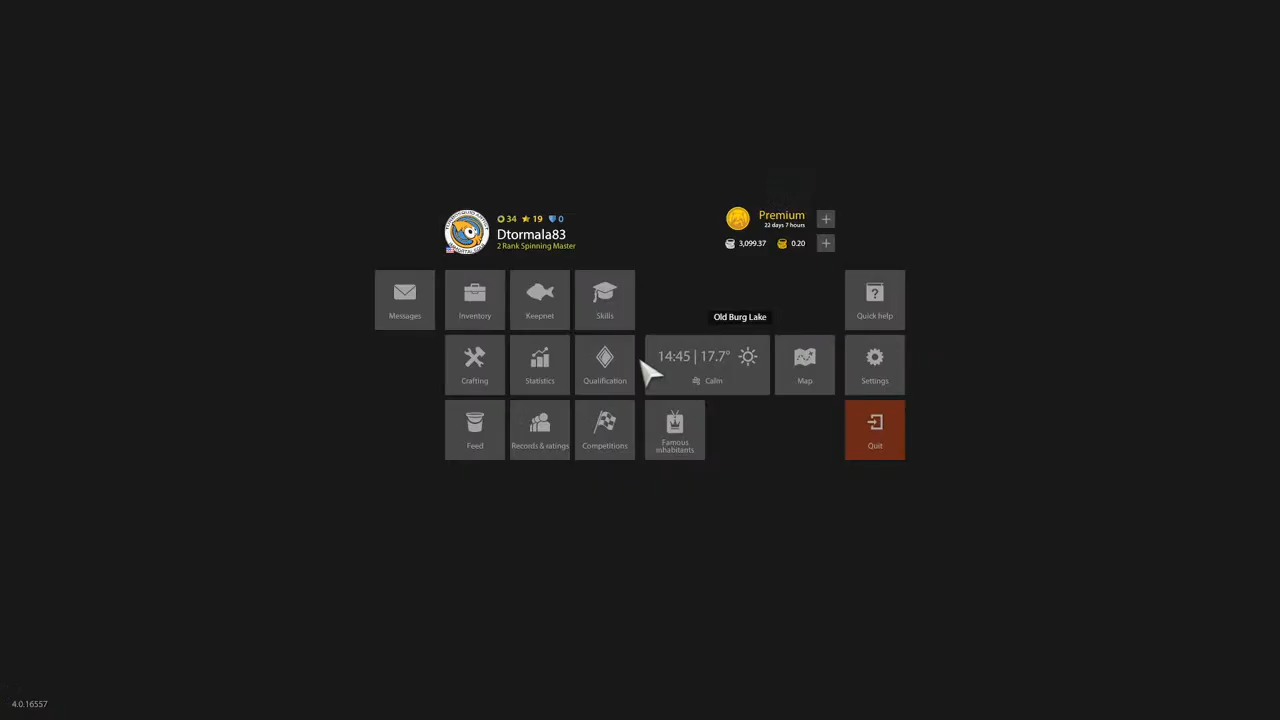 34 19 0
Dtormala83
2 Rank Spinning Master
Premium
22 days 7 hours
3,099.37 0.20
Messages
Inventory
Keepnet
Skills
Old Burg Lake
Quick help
Crafting
Statistics
Qualification
14:45 | 17.7°
Calm
Map
Settings
Feed
Records & ratings
Competitions
Famous
inhabitants
Quit
4.0.16557